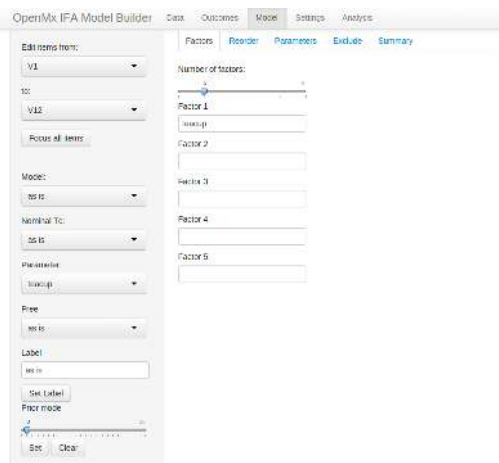 OpenMx IFA Model Builder Data Outcomes Model Settings Analysis
Edit items from:
V1
to:
V12
Focus all items
Model:
as is
Nominal Tc:
as is
Parameter:
teacup
Free
as is
Label
as is
Set Label
Prior mode
Set Clear
Factors Reorder Parameters Exclude Summary
Number of factors:
Factor 1
teacup
Factor 2
Factor 3
Factor 4
Factor 5